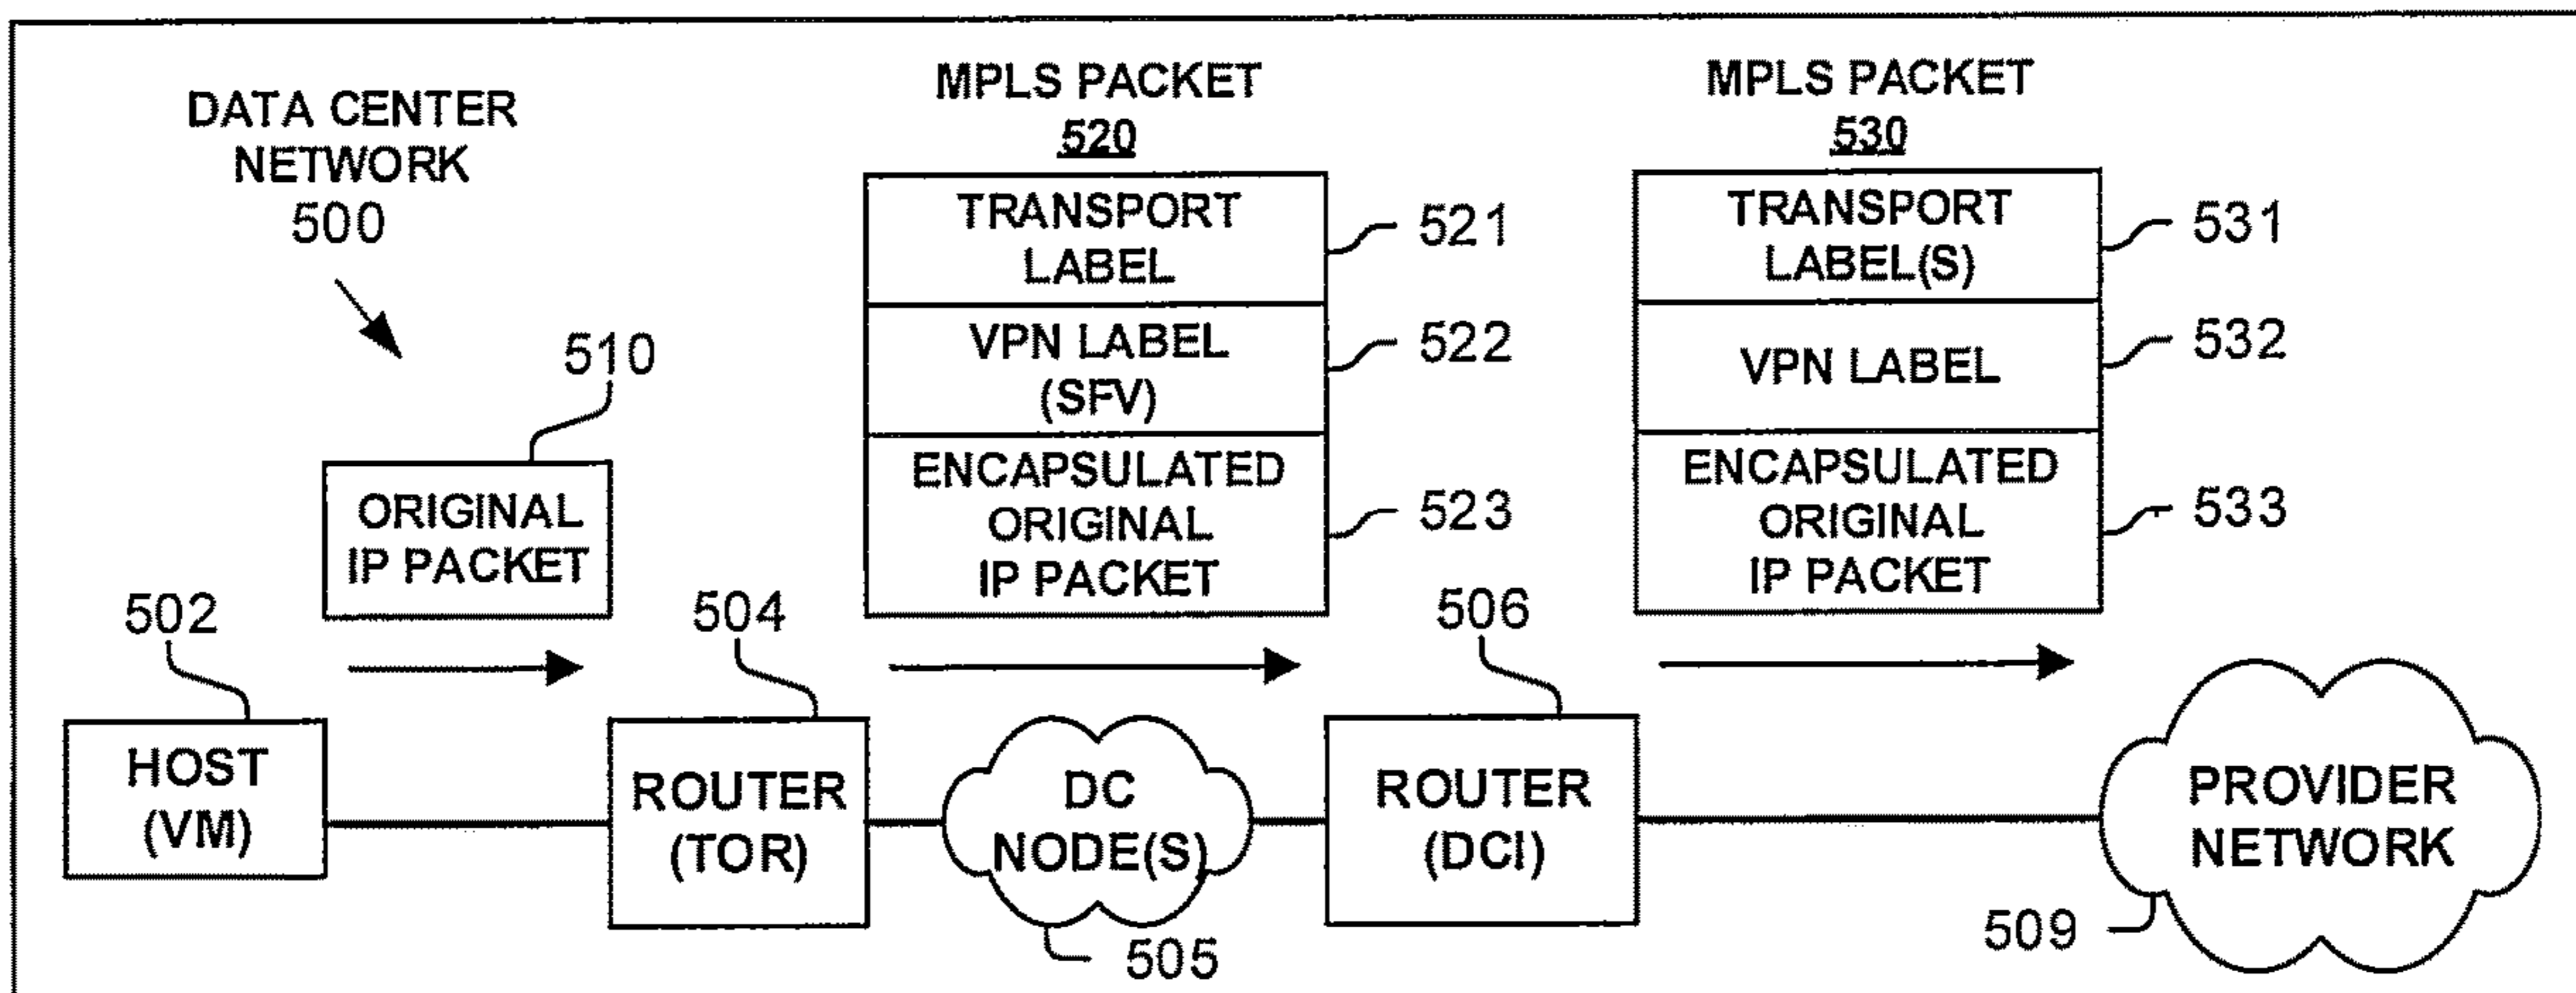 DATA CENTER
NETWORK
500
MPLS PACKET
520
TRANSPORT
LABEL
521
VPN LABEL
(SFV)
522
ENCAPSULATED
ORIGINAL
IP PACKET
523
MPLS PACKET
530
TRANSPORT
LABEL(S)
531
VPN LABEL
532
ENCAPSULATED
ORIGINAL
IP PACKET
533
510
ORIGINAL
IP PACKET
502
HOST
(VM)
504
ROUTER
(TOR)
DC
NODE(S)
505
506
ROUTER
(DCI)
PROVIDER
NETWORK
509